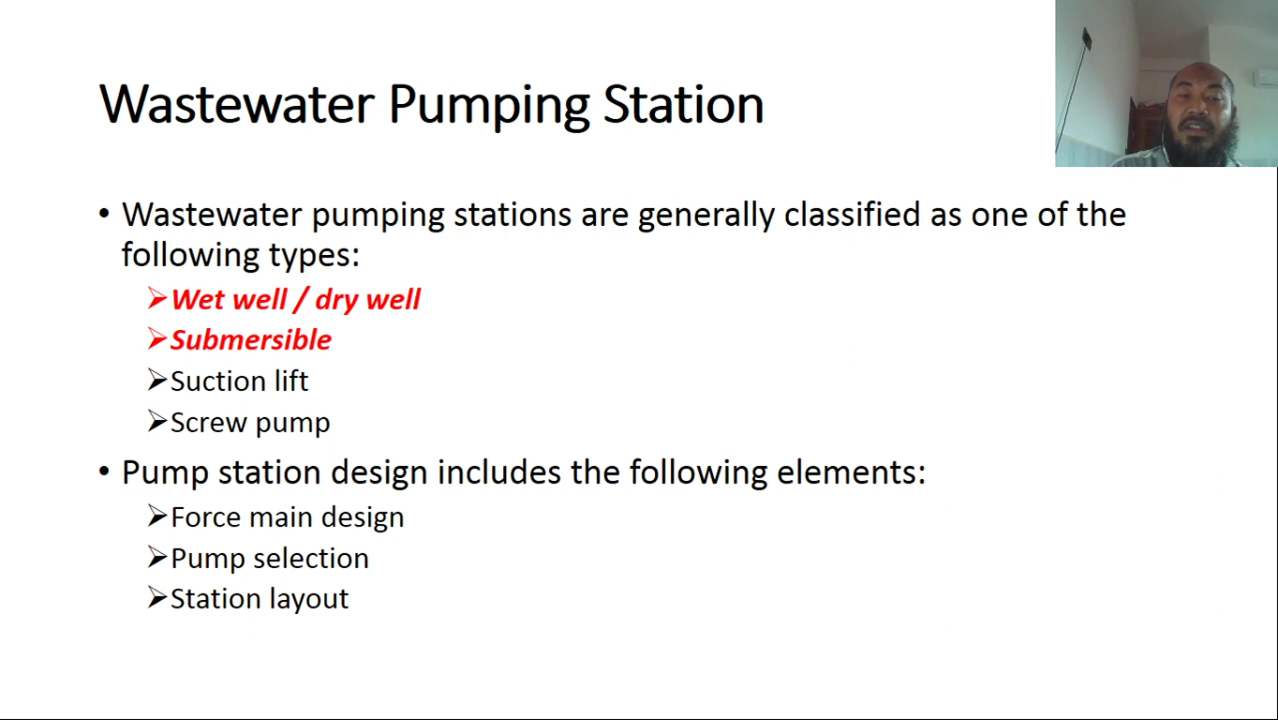 Wastewater Pumping Station
• Wastewater pumping stations are generally classified as one of the
following types:
➢Wet well / dry well
➢Submersible
➢Suction lift
➢Screw pump
• Pump station design includes the following elements:
➢Force main design
➢Pump selection
➢Station layout